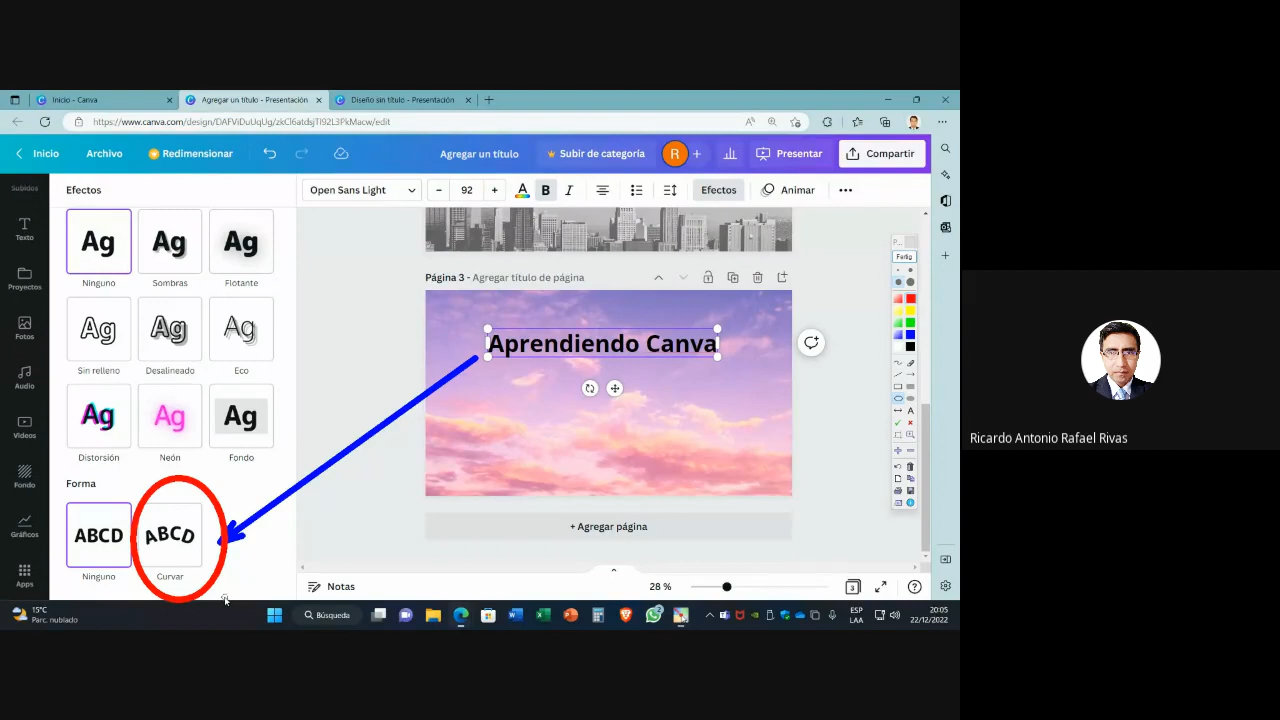 Inicio - Canva
Agregar un título - Presentación
Diseño sin título - Presentación
https://www.canva.com/design/DAFViDuUqUg/zkCl6atdsjTl92L3PkMacw/edit
Inicio
Archivo
Redimensionar
Agregar un título
Subir de categoría
R
Presentar
Compartir
Subidos
Texto
Proyectos
Fotos
Audio
Videos
Fondo
Gráficos
Apps
Efectos
Ag Ag Ag
Ninguno Sombras Flotante
Ag Ag Ag
Sin relleno Desalineado Eco
Ag Ag Ag
Distorsión Neón Fondo
Forma
ABCD ABCD
Ninguno Curvar
Open Sans Light
− 92 +
A B I
Efectos
Animar
Página 3 - Agregar título de página
Aprendiendo Canva
+ Agregar página
Notas
28 %
3
P...
Fertig
A
15°C
Parc. nublado
Búsqueda
ESP
LAA
20:05
22/12/2022
Ricardo Antonio Rafael Rivas